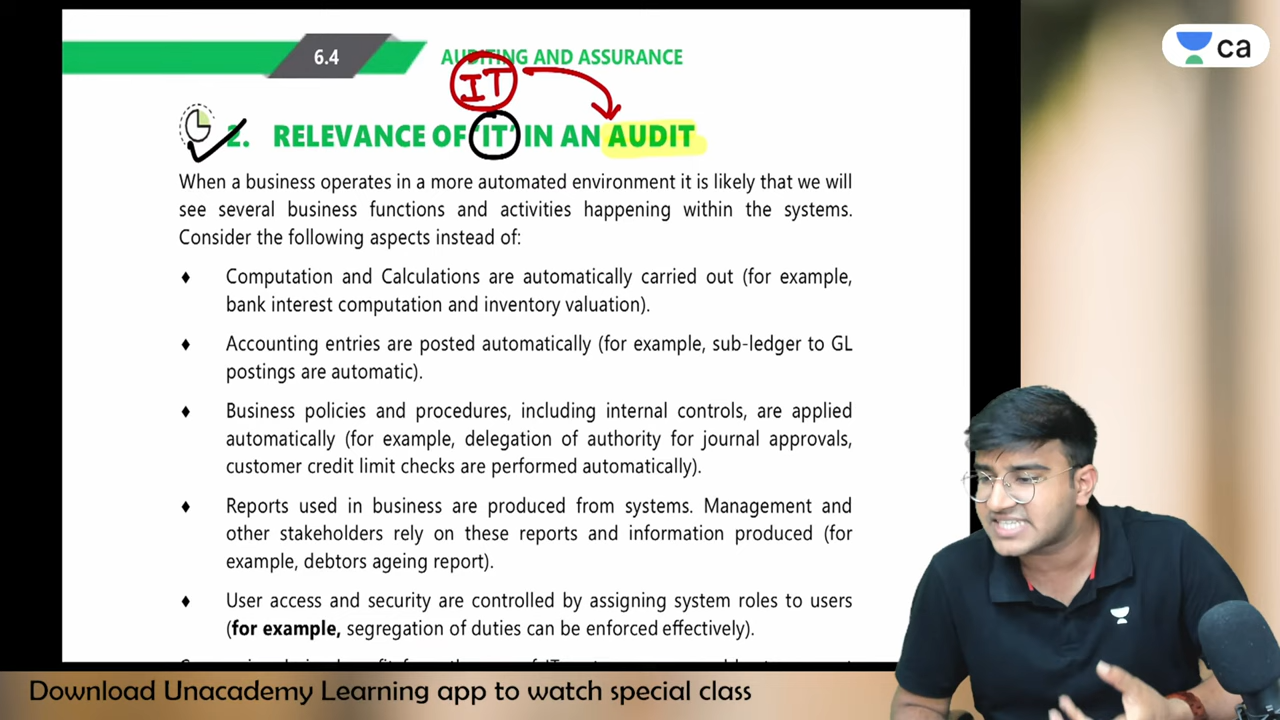 6.4
AUDITING AND ASSURANCE
ca
IT
2. RELEVANCE OF 'IT' IN AN AUDIT
When a business operates in a more automated environment it is likely that we will
see several business functions and activities happening within the systems.
Consider the following aspects instead of:
♦ Computation and Calculations are automatically carried out (for example,
bank interest computation and inventory valuation).
♦ Accounting entries are posted automatically (for example, sub-ledger to GL
postings are automatic).
♦ Business policies and procedures, including internal controls, are applied
automatically (for example, delegation of authority for journal approvals,
customer credit limit checks are performed automatically).
♦ Reports used in business are produced from systems. Management and
other stakeholders rely on these reports and information produced (for
example, debtors ageing report).
♦ User access and security are controlled by assigning system roles to users
(for example, segregation of duties can be enforced effectively).
Download Unacademy Learning app to watch special class